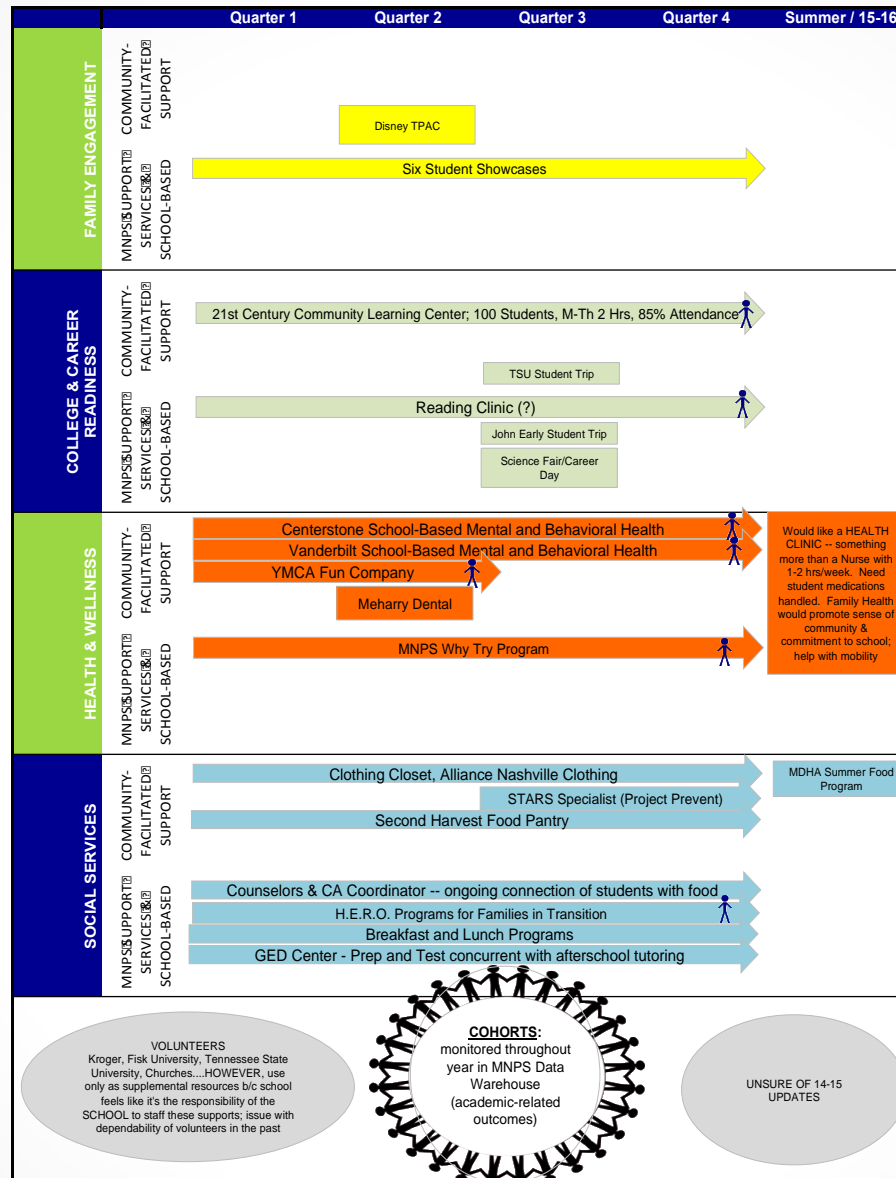 Quarter 1 Quarter 2 Quarter 3 Quarter 4 Summer / 15-16
FAMILY ENGAGEMENT
COMMUNITY-
FACILITATED
SUPPORT
Disney TPAC
MNPS SUPPORT
SERVICES &
SCHOOL-BASED
Six Student Showcases
COLLEGE & CAREER
READINESS
COMMUNITY-
FACILITATED
SUPPORT
21st Century Community Learning Center; 100 Students, M-Th 2 Hrs, 85% Attendance
TSU Student Trip
MNPS SUPPORT
SERVICES &
SCHOOL-BASED
Reading Clinic (?)
John Early Student Trip
Science Fair/Career
Day
HEALTH & WELLNESS
COMMUNITY-
FACILITATED
SUPPORT
Centerstone School-Based Mental and Behavioral Health
Vanderbilt School-Based Mental and Behavioral Health
YMCA Fun Company
Meharry Dental
Would like a HEALTH
CLINIC -- something
more than a Nurse with
1-2 hrs/week. Need
student medications
handled. Family Health
would promote sense of
community &
commitment to school;
help with mobility
MNPS SUPPORT
SERVICES &
SCHOOL-BASED
MNPS Why Try Program
SOCIAL SERVICES
COMMUNITY-
FACILITATED
SUPPORT
Clothing Closet, Alliance Nashville Clothing
STARS Specialist (Project Prevent)
Second Harvest Food Pantry
MDHA Summer Food
Program
MNPS SUPPORT
SERVICES &
SCHOOL-BASED
Counselors & CA Coordinator -- ongoing connection of students with food
H.E.R.O. Programs for Families in Transition
Breakfast and Lunch Programs
GED Center - Prep and Test concurrent with afterschool tutoring
VOLUNTEERS
Kroger, Fisk University, Tennessee State
University, Churches....HOWEVER, use
only as supplemental resources b/c school
feels like it's the responsibility of the
SCHOOL to staff these supports; issue with
dependability of volunteers in the past
COHORTS:
monitored throughout
year in MNPS Data
Warehouse
(academic-related
outcomes)
UNSURE OF 14-15
UPDATES